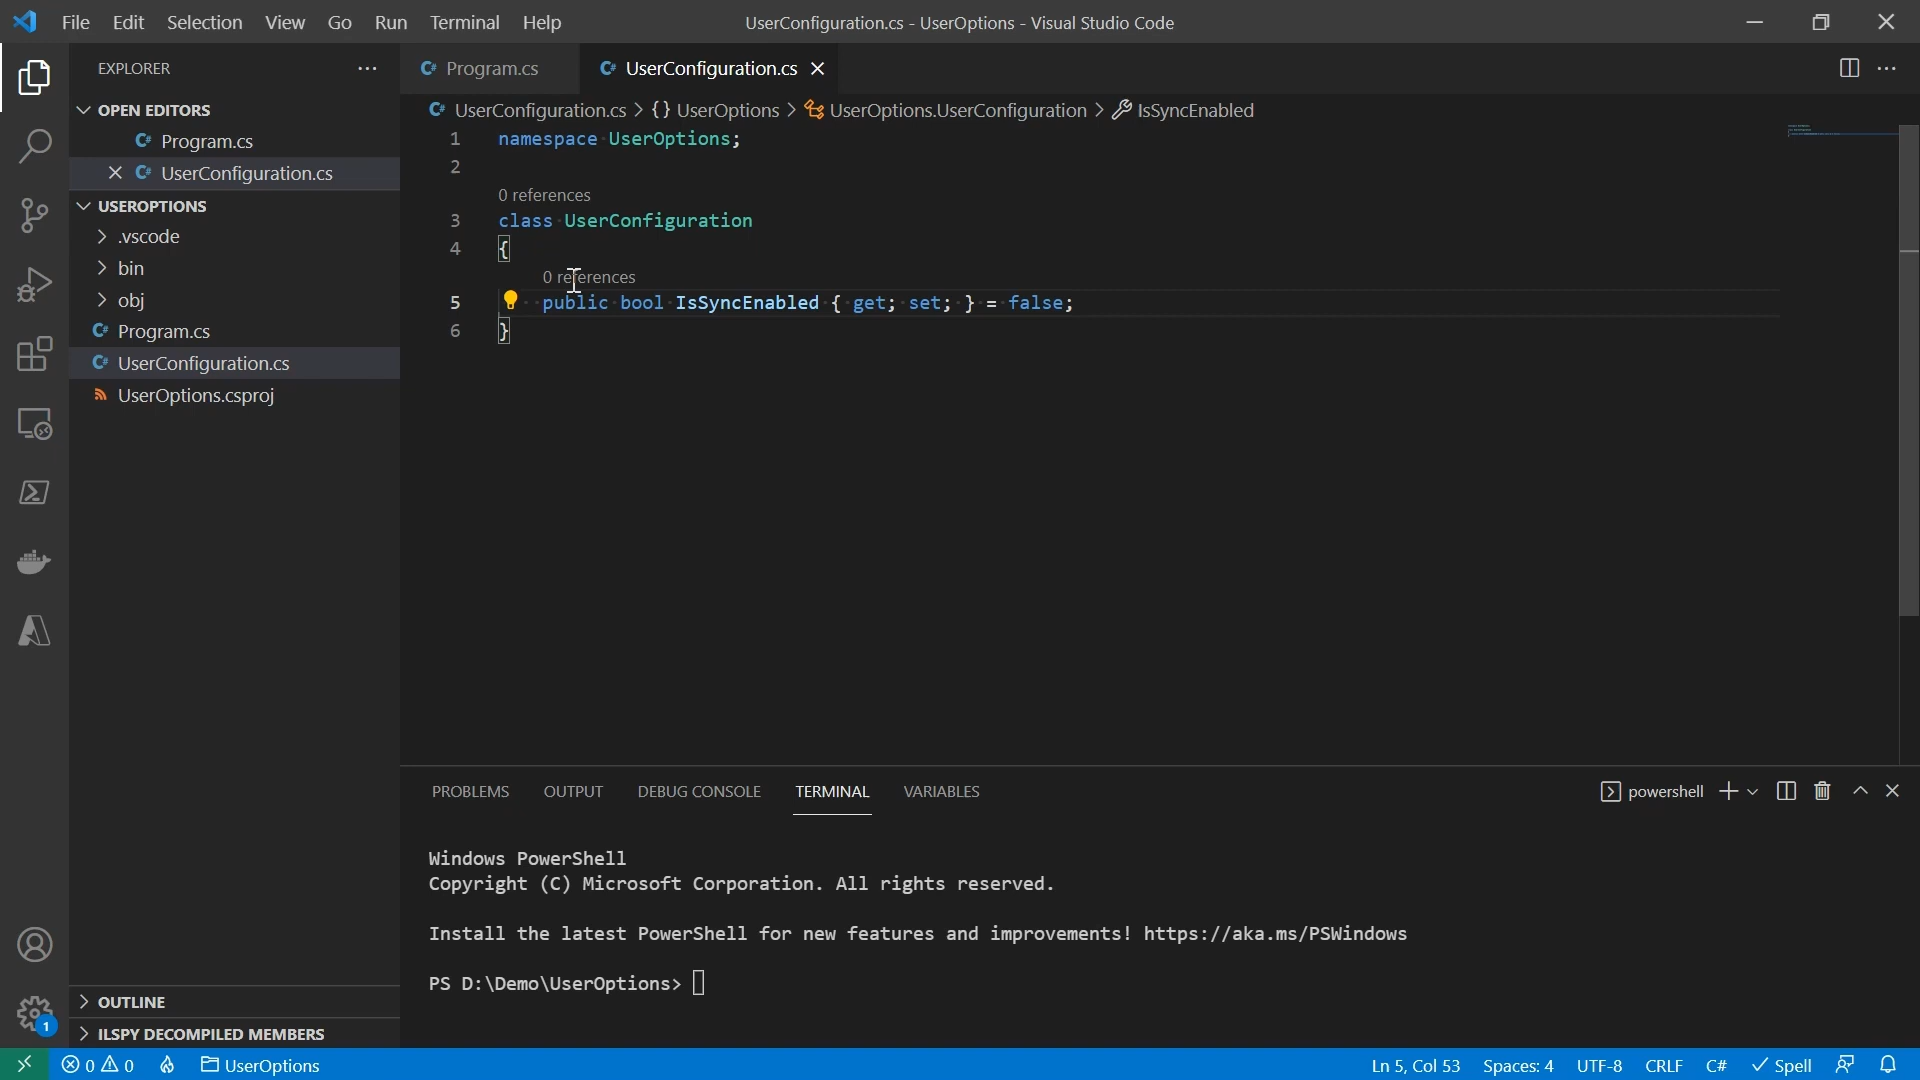 File Edit Selection View Go Run Terminal Help
UserConfiguration.cs - UserOptions - Visual Studio Code
EXPLORER
OPEN EDITORS
Program.cs
UserConfiguration.cs
USEROPTIONS
.vscode
bin
obj
Program.cs
UserConfiguration.cs
UserOptions.csproj
OUTLINE
ILSPY DECOMPILED MEMBERS
Program.cs UserConfiguration.cs
UserConfiguration.cs > {} UserOptions > UserOptions.UserConfiguration > IsSyncEnabled
1 namespace UserOptions;
2
0 references
3 class UserConfiguration
4 {
0 references
5 public bool IsSyncEnabled { get; set; } = false;
6 }
PROBLEMS OUTPUT DEBUG CONSOLE TERMINAL VARIABLES
powershell
Windows PowerShell
Copyright (C) Microsoft Corporation. All rights reserved.
Install the latest PowerShell for new features and improvements! https://aka.ms/PSWindows
PS D:\Demo\UserOptions>
1
0 0 UserOptions
Ln 5, Col 53 Spaces: 4 UTF-8 CRLF C# Spell